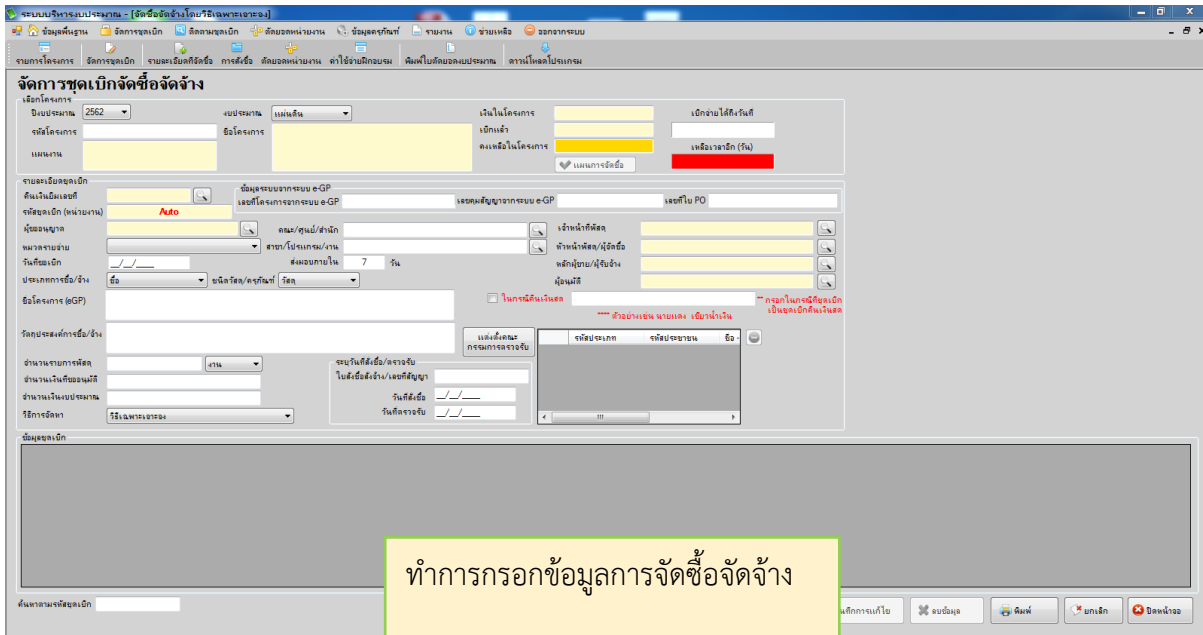 ระบบบริหารงบประมาณ - [จัดซื้อจัดจ้างโดยวิธีเฉพาะเจาะจง]
ข้อมูลพื้นฐาน จัดการชุดเบิก ติดตามชุดเบิก ตัดยอดหน่วยงาน ข้อมูลครุภัณฑ์ รายงาน ช่วยเหลือ ออกจากระบบ
รายการโครงการ จัดการชุดเบิก รายละเอียดที่จัดซื้อ การสั่งซื้อ ตัดยอดหน่วยงาน ค่าใช้จ่ายฝึกอบรม พิมพ์ใบตัดยอดงบประมาณ ดาวน์โหลดโปรแกรม
จัดการชุดเบิกจัดซื้อจัดจ้าง
เลือกโครงการ
ปีงบประมาณ 2562 งบประมาณ แผ่นดิน เงินในโครงการ เบิกจ่ายได้ถึงวันที่
รหัสโครงการ ชื่อโครงการ เบิกแล้ว
แผนงาน คงเหลือในโครงการ เหลือเวลาอีก (วัน)
แผนการจัดซื้อ
รายละเอียดชุดเบิก
คืนเงินยืมเลขที่ ข้อมูลระบบจากระบบ e-GP
เลขที่โครงการจากระบบ e-GP เลขคุมสัญญาจากระบบ e-GP เลขที่ใบ PO
รหัสชุดเบิก (หน่วยงาน) Auto
ผู้ขออนุญาต คณะ/ศูนย์/สำนัก เจ้าหน้าที่พัสดุ
หมวดรายจ่าย สาขา/โปรแกรม/งาน หัวหน้าพัสดุ/ผู้จัดซื้อ
วันที่ขอเบิก __/__/____ ส่งมอบภายใน 7 วัน หลักผู้ขาย/ผู้รับจ้าง
ประเภทการซื้อ/จ้าง ซื้อ ชนิดวัสดุ/ครุภัณฑ์ วัสดุ ผู้อนุมัติ
ชื่อโครงการ (eGP) ในกรณีคืนเงินสด ** กรอกในกรณีที่ชุดเบิก
เป็นชุดเบิกคืนเงินสด
**** ตัวอย่างเช่น นายแดง เขียวน้ำเงิน
วัตถุประสงค์การซื้อ/จ้าง แต่งตั้งคณะ
กรรมการตรวจรับ รหัสประเภท รหัสประชาชน ชื่อ -
จำนวนรายการพัสดุ งาน ระบุวันที่สั่งซื้อ/ตรวจรับ
จำนวนเงินที่ขออนุมัติ ใบสั่งซื้อสั่งจ้าง/เลขที่สัญญา
จำนวนเงินงบประมาณ วันที่สั่งซื้อ __/__/____
วิธีการจัดหา วิธีเฉพาะเจาะจง วันที่ตรวจรับ __/__/____
ข้อมูลชุดเบิก
ทำการกรอกข้อมูลการจัดซื้อจัดจ้าง
ค้นหาตามรหัสชุดเบิก ันทึกการแก้ไข ลบข้อมูล พิมพ์ ยกเลิก ปิดหน้าจอ